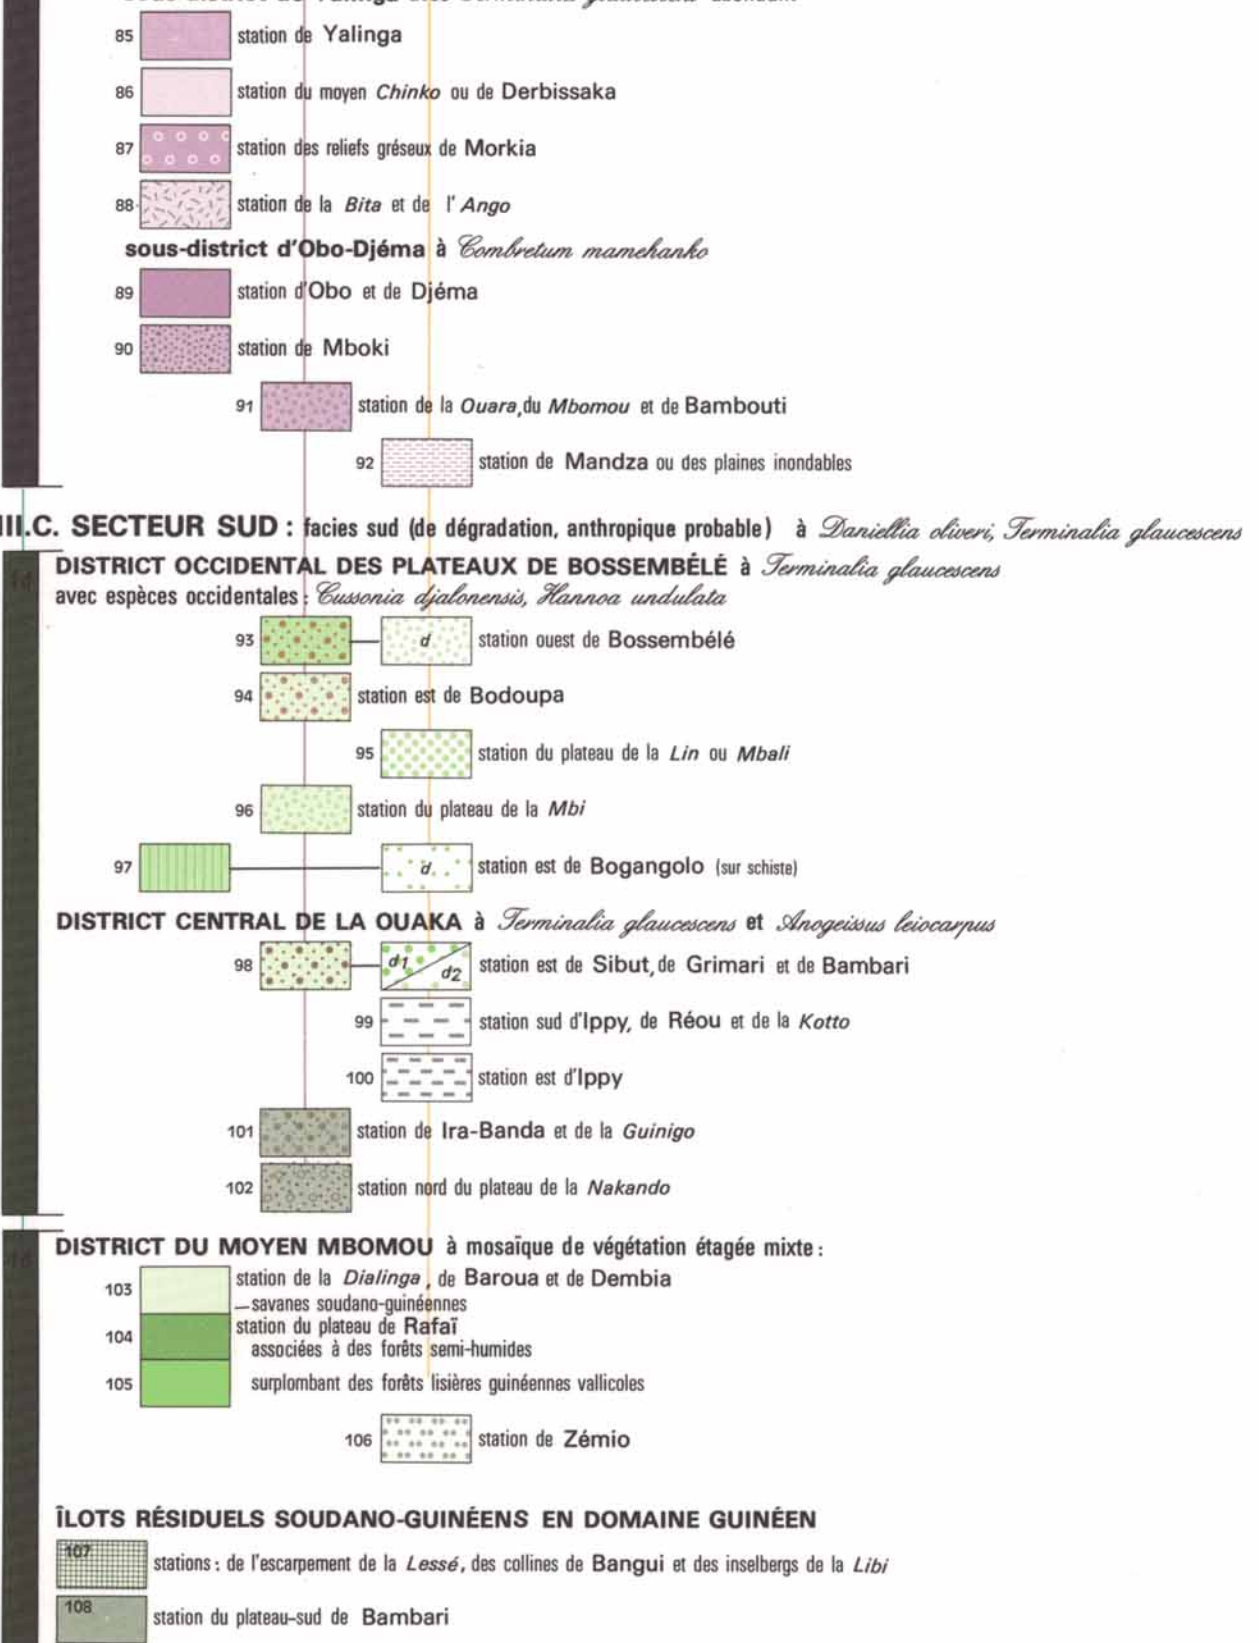 85 station de Yalinga
86 station du moyen Chinko ou de Derbissaka
87 station des reliefs gréseux de Morkia
88 station de la Bita et de l'Ango
sous-district d'Obo-Djéma à Combretum mamehanko
89 station d'Obo et de Djéma
90 station de Mboki
91 station de la Ouara, du Mbomou et de Bambouti
92 station de Mandza ou des plaines inondables
III.C. SECTEUR SUD : facies sud (de dégradation, anthropique probable) à Daniellia oliveri, Terminalia glaucescens
DISTRICT OCCIDENTAL DES PLATEAUX DE BOSSEMBÉLÉ à Terminalia glaucescens
avec espèces occidentales : Cussonia djalonensis, Hannoa undulata
93 d station ouest de Bossembélé
94 station est de Bodoupa
95 station du plateau de la Lin ou Mbali
96 station du plateau de la Mbi
97 d station est de Bogangolo (sur schiste)
DISTRICT CENTRAL DE LA OUAKA à Terminalia glaucescens et Anogeissus leiocarpus
98 d1 d2 station est de Sibut, de Grimari et de Bambari
99 station sud d'Ippy, de Réou et de la Kotto
100 station est d'Ippy
101 station de Ira-Banda et de la Guinigo
102 station nord du plateau de la Nakando
DISTRICT DU MOYEN MBOMOU à mosaïque de végétation étagée mixte :
103 station de la Dialinga, de Baroua et de Dembia
— savanes soudano-guinéennes
104 station du plateau de Rafaï
associées à des forêts semi-humides
105 surplombant des forêts lisières guinéennes vallicoles
106 station de Zémio
ÎLOTS RÉSIDUELS SOUDANO-GUINÉENS EN DOMAINE GUINÉEN
107 stations : de l'escarpement de la Lessé, des collines de Bangui et des inselbergs de la Libi
108 station du plateau-sud de Bambari